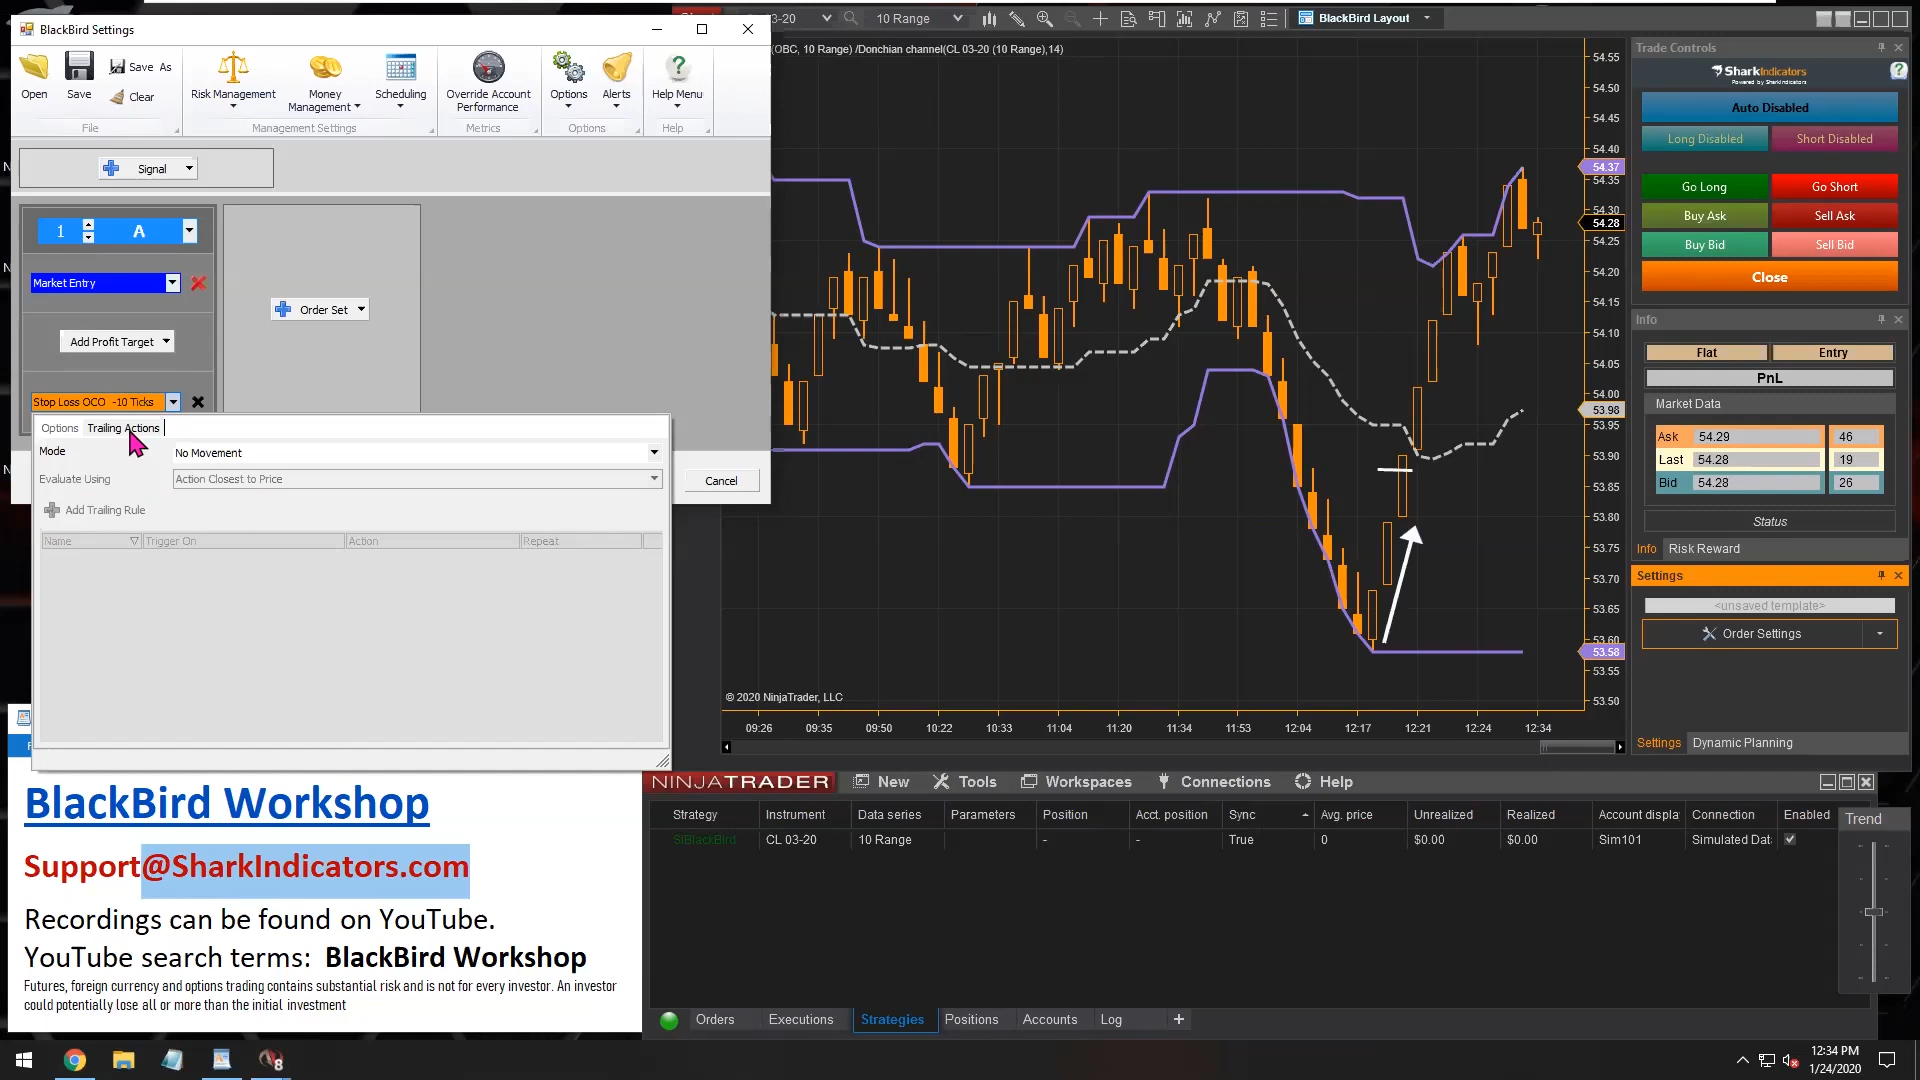 BlackBird Settings
Open
Save
Save As
Clear
File
Risk Management
Money
Management
Scheduling
Management Settings
Override Account
Performance
Metrics
Options
Alerts
Options
Help Menu
Help
Signal
1
A
Market Entry
Add Profit Target
Order Set
Stop Loss OCO -10 Ticks
Options
Trailing Actions
Mode
No Movement
Evaluate Using
Action Closest to Price
Add Trailing Rule
Name
Trigger On
Action
Repeat
Cancel
BlackBird Workshop
Support@SharkIndicators.com
Recordings can be found on YouTube.
YouTube search terms: BlackBird Workshop
Futures, foreign currency and options trading contains substantial risk and is not for every investor. An investor
could potentially lose all or more than the initial investment
3-20
10 Range
BlackBird Layout
(OBC, 10 Range) /Donchian channel(CL 03-20 (10 Range),14)
54.55
54.50
54.45
54.40
54.37
54.35
54.30
54.28
54.25
54.20
54.15
54.10
54.05
54.00
53.98
53.95
53.90
53.85
53.80
53.75
53.70
53.65
53.60
53.58
53.55
53.50
© 2020 NinjaTrader, LLC
09:26
09:35
09:50
10:22
10:33
11:04
11:20
11:34
11:53
12:04
12:17
12:21
12:24
12:34
Trade Controls
SharkIndicators
Powered by SharkIndicators
Auto Disabled
Long Disabled
Short Disabled
Go Long
Go Short
Buy Ask
Sell Ask
Buy Bid
Sell Bid
Close
Info
Flat
Entry
PnL
Market Data
Ask 54.29 46
Last 54.28 19
Bid 54.28 26
Status
Info
Risk Reward
Settings
<unsaved template>
Order Settings
Settings
Dynamic Planning
NINJATRADER
New
Tools
Workspaces
Connections
Help
Strategy
Instrument
Data series
Parameters
Position
Acct. position
Sync
Avg. price
Unrealized
Realized
Account displa
Connection
Enabled
SiBlackBird
CL 03-20
10 Range
-
-
True
0
$0.00
$0.00
Sim101
Simulated Dat
Trend
Orders
Executions
Strategies
Positions
Accounts
Log
+
8
12:34 PM
1/24/2020